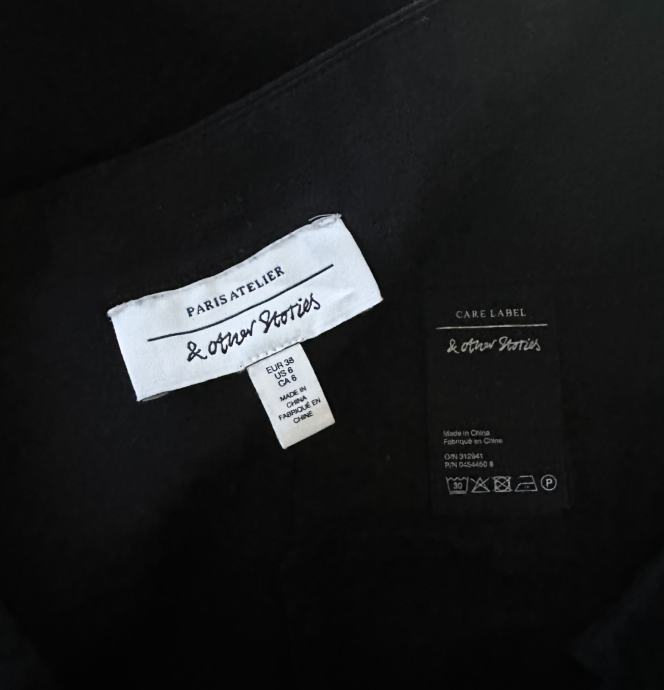 PARIS ATELIER
& other Stories
EUR 38
US 6
CA 6
MADE IN
CHINA
FABRIQUÉ EN
CHINE
CARE LABEL
& other Stories
Made in China
Fabriqué en Chine
O/N 312941
P/N 0454460 8
30
P